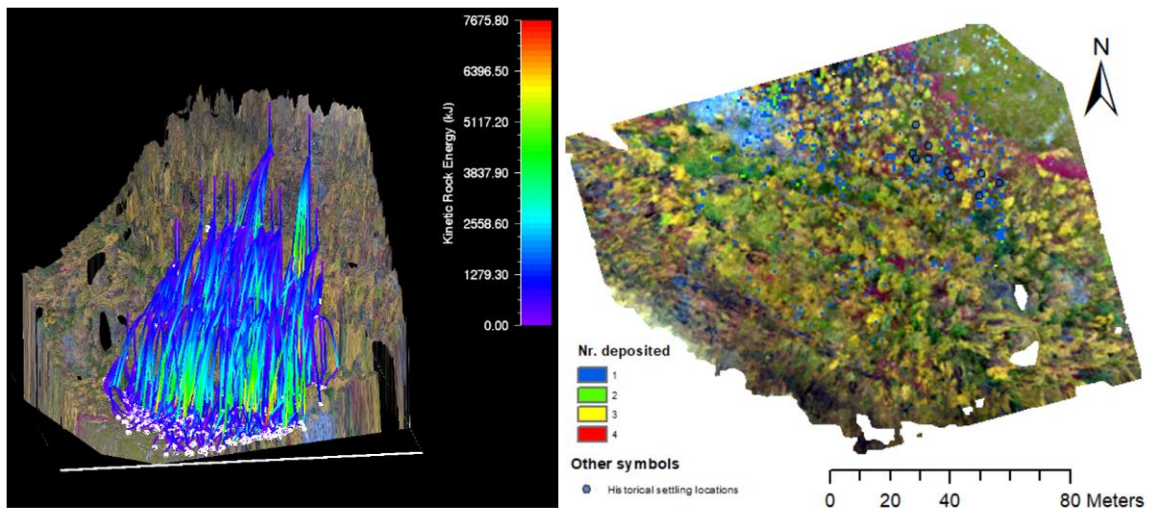 7675.80
6396.50
5117.20
3837.90
2558.60
1279.30
0.00
Kinetic Rock Energy (kJ)
N
Nr. deposited
1
2
3
4
Other symbols
Historical settling locations
0 20 40 80 Meters